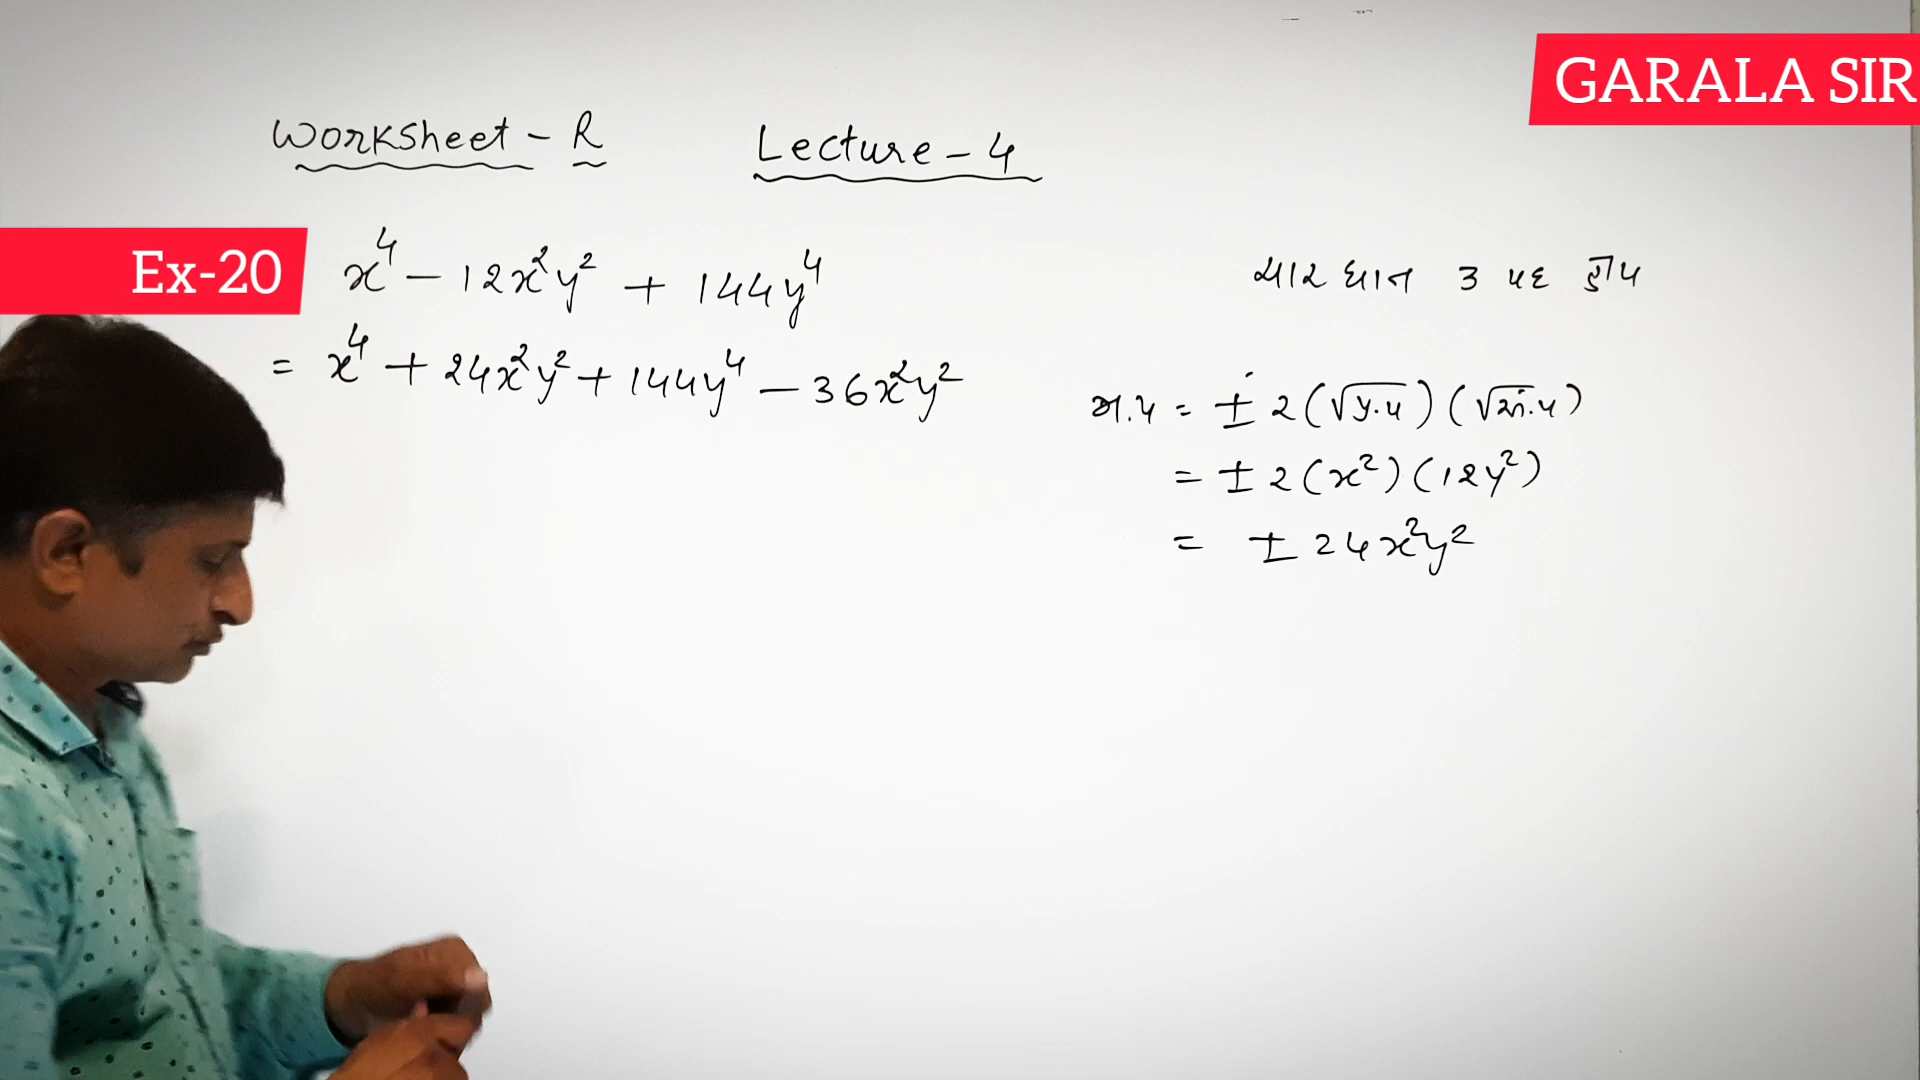 GARALA SIR
Worksheet - R Lecture - 4
Ex-20 x⁴ - 12x²y² + 144y⁴
= x⁴ + 24x²y² + 144y⁴ - 36x²y²
ચાર ઘાત 3 પદ હોય
મ.પ = ± 2(√પ્ર.પ)(√અં.પ)
= ± 2(x²)(12y²)
= ± 24x²y²